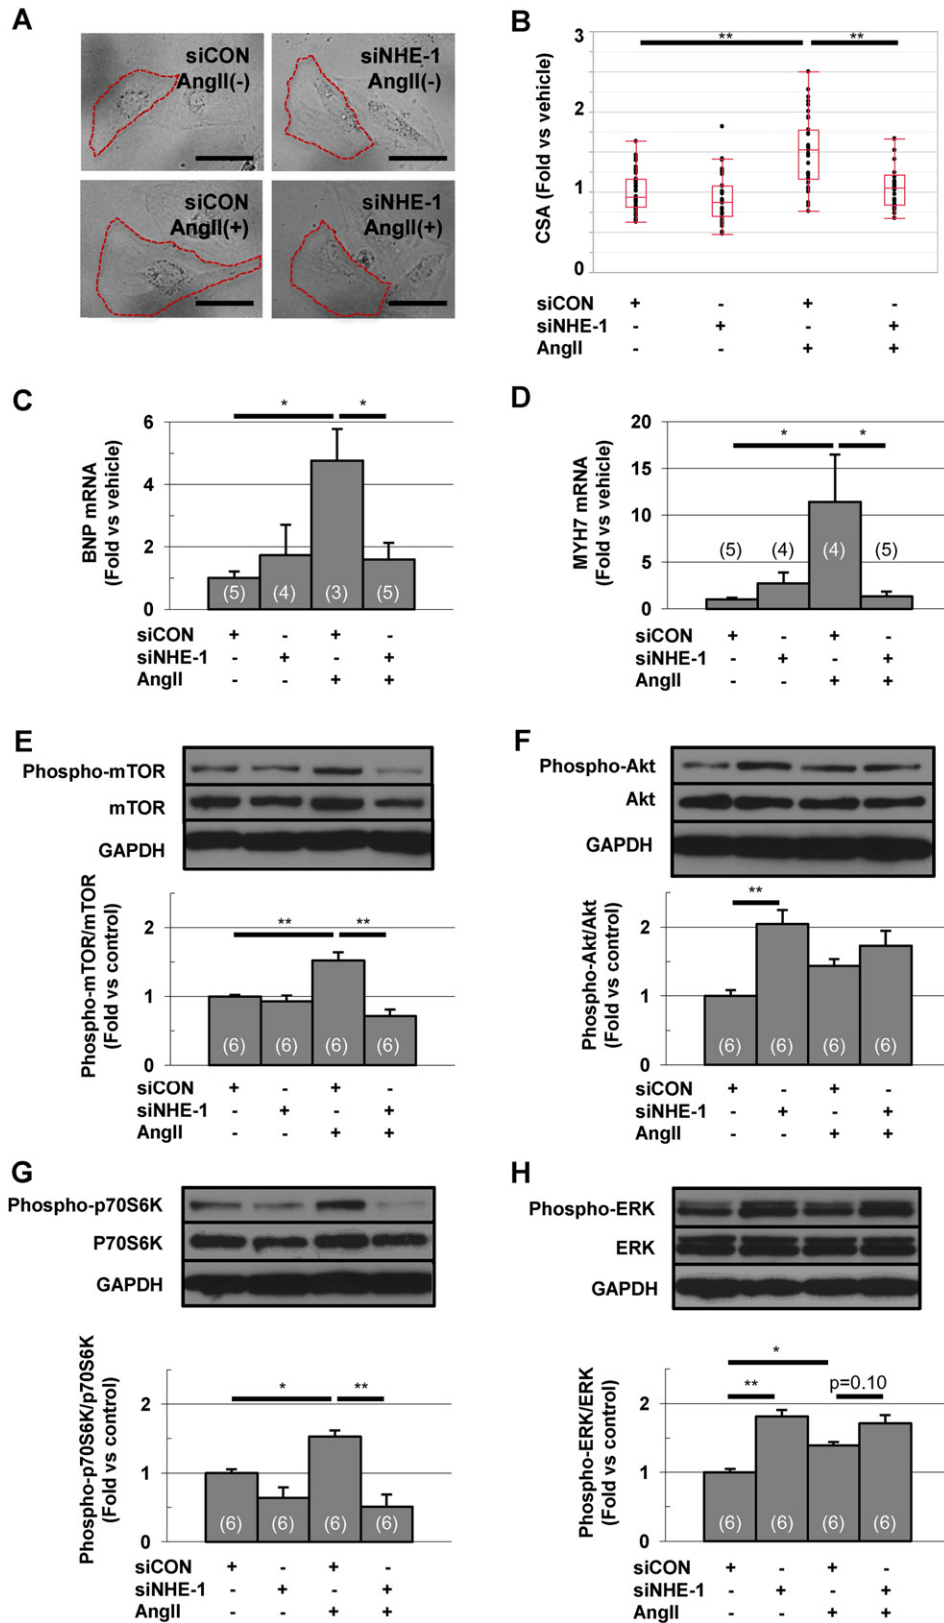 A
siCON
AngII(-)
siNHE-1
AngII(-)
siCON
AngII(+)
siNHE-1
AngII(+)
B
CSA (Fold vs vehicle)
3
2
1
0
** **
siCON + - + -
siNHE-1 - + - +
AngII - - + +
C
BNP mRNA
(Fold vs vehicle)
6
4
2
0
* *
(5) (4) (3) (5)
siCON + - + -
siNHE-1 - + - +
AngII - - + +
D
MYH7 mRNA
(Fold vs vehicle)
20
15
10
5
0
* *
(5) (4) (4) (5)
siCON + - + -
siNHE-1 - + - +
AngII - - + +
E
Phospho-mTOR
mTOR
GAPDH
Phospho-mTOR/mTOR
(Fold vs control)
2
1
0
** **
(6) (6) (6) (6)
siCON + - + -
siNHE-1 - + - +
AngII - - + +
F
Phospho-Akt
Akt
GAPDH
Phospho-Akt/Akt
(Fold vs control)
2
1
0
**
(6) (6) (6) (6)
siCON + - + -
siNHE-1 - + - +
AngII - - + +
G
Phospho-p70S6K
P70S6K
GAPDH
Phospho-p70S6K/p70S6K
(Fold vs control)
2
1
0
* **
(6) (6) (6) (6)
siCON + - + -
siNHE-1 - + - +
AngII - - + +
H
Phospho-ERK
ERK
GAPDH
Phospho-ERK/ERK
(Fold vs control)
2
1
0
*
** p=0.10
(6) (6) (6) (6)
siCON + - + -
siNHE-1 - + - +
AngII - - + +